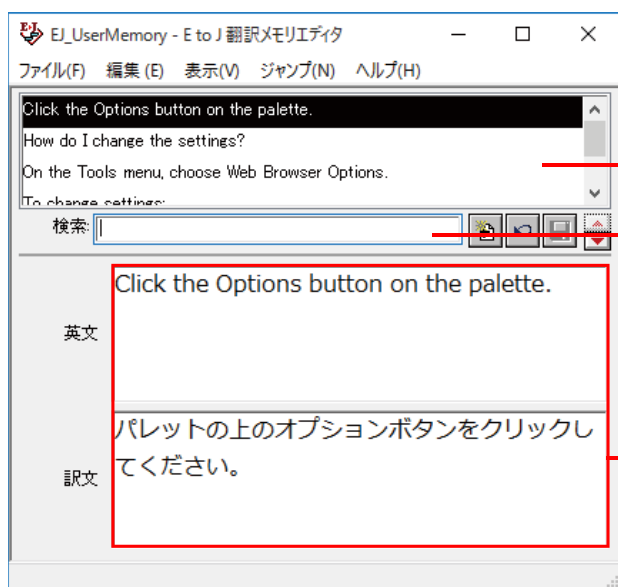 EJ_UserMemory - E to J 翻訳メモリエディタ
ファイル(F) 編集(E) 表示(V) ジャンプ(N) ヘルプ(H)
Click the Options button on the palette.
How do I change the settings?
On the Tools menu, choose Web Browser Options.
To change settings:
検索:
英文
Click the Options button on the palette.
訳文
パレットの上のオプションボタンをクリックし
てください。